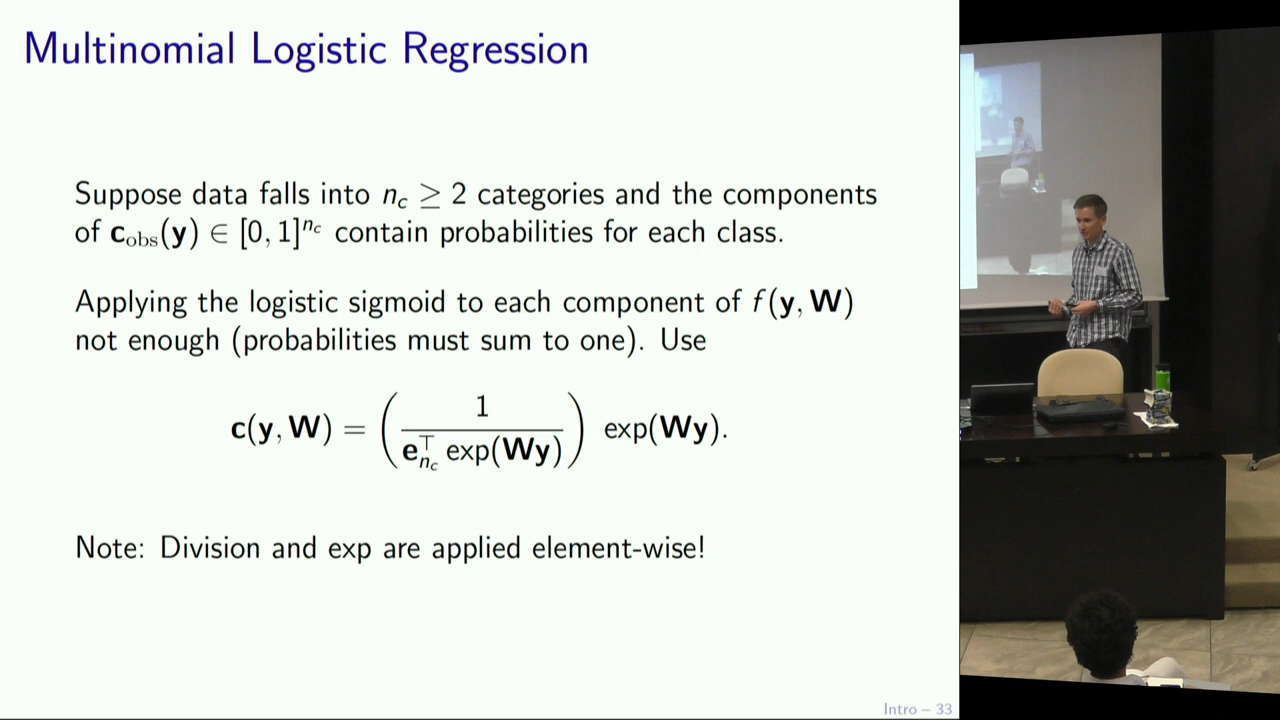 Multinomial Logistic Regression
Suppose data falls into n_c ≥ 2 categories and the components
of c_obs(y) ∈ [0, 1]^{n_c} contain probabilities for each class.
Applying the logistic sigmoid to each component of f(y, W)
not enough (probabilities must sum to one). Use
c(y, W) = ( 1 / e_{n_c}^⊤ exp(Wy) ) exp(Wy).
Note: Division and exp are applied element-wise!
Intro – 33